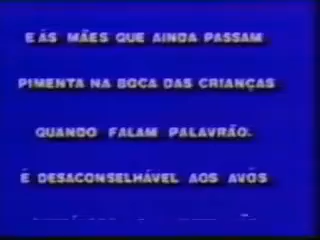 E ÀS MÃES QUE AINDA PASSAM
PIMENTA NA BOCA DAS CRIANÇAS
QUANDO FALAM PALAVRÃO.
É DESACONSELHÁVEL AOS AVÓS